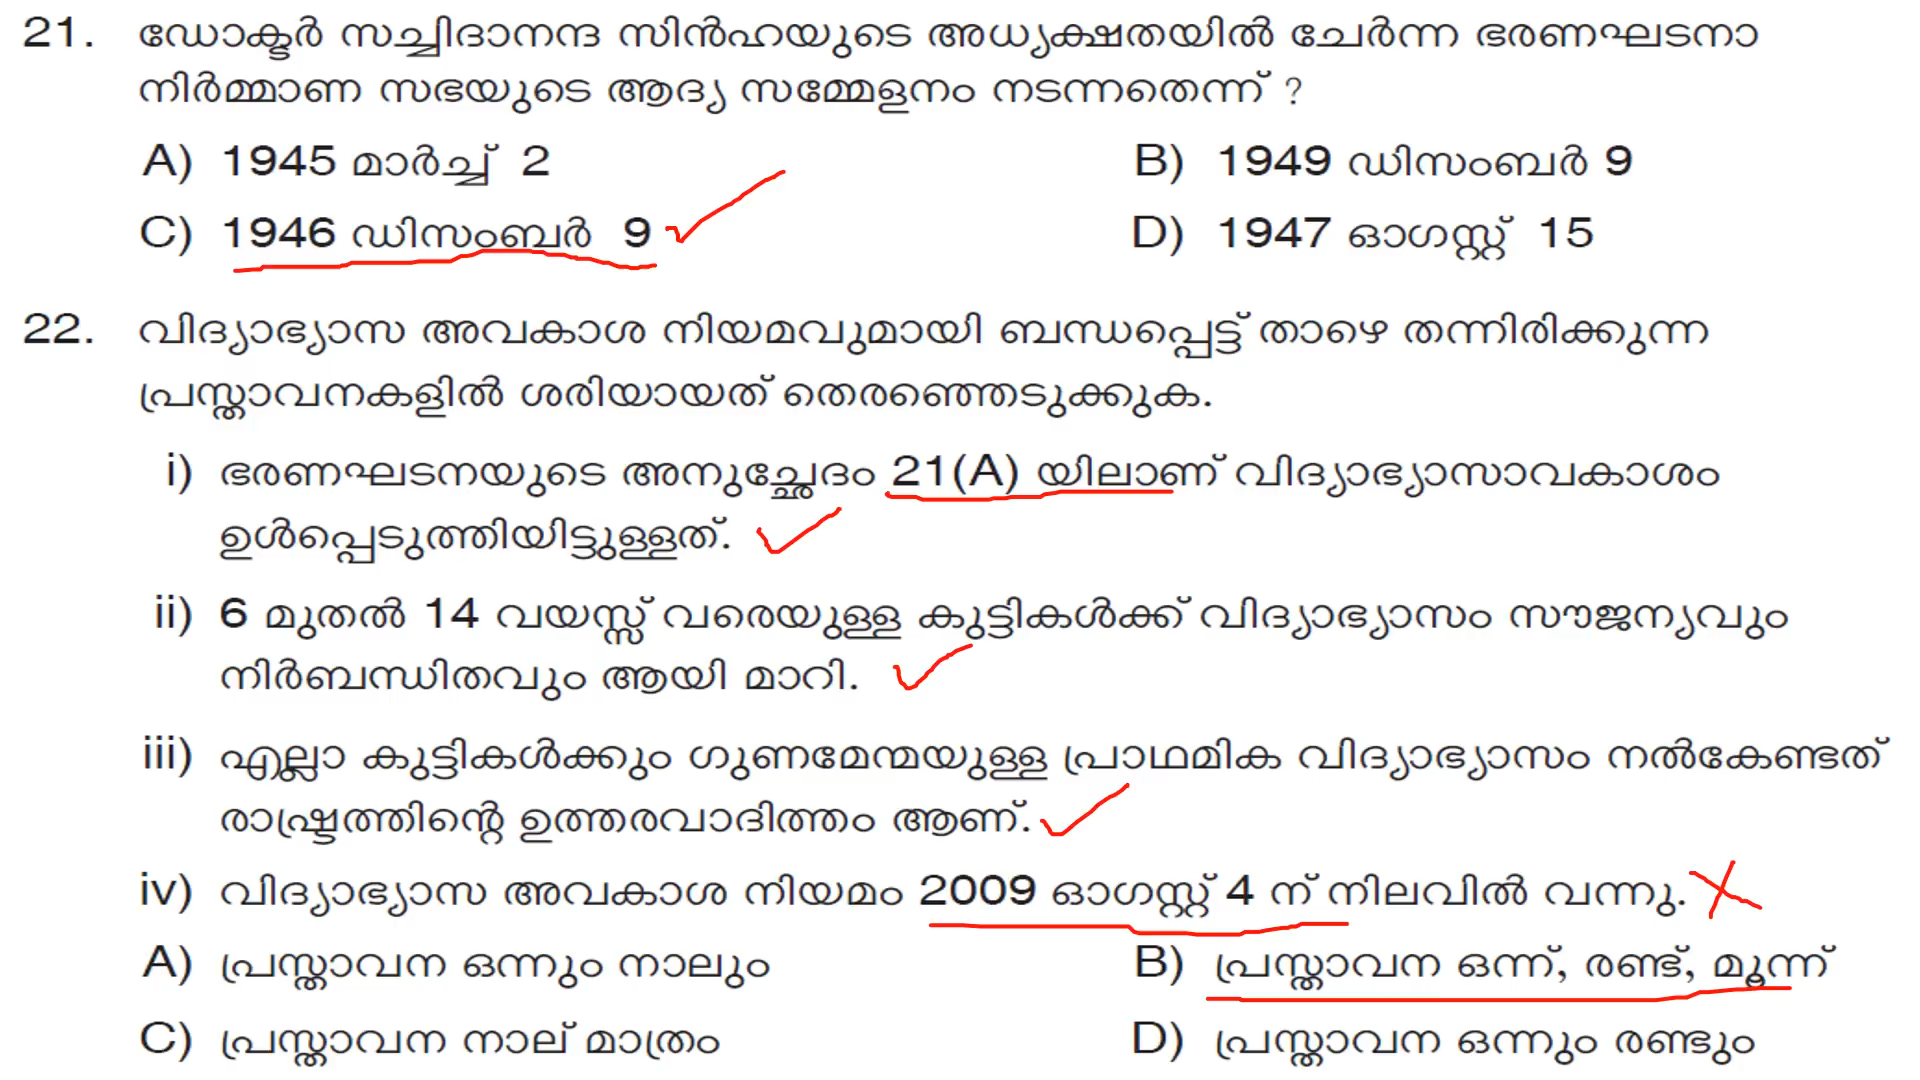 21. ഡോക്ടർ സച്ചിദാനന്ദ സിൻഹയുടെ അധ്യക്ഷതയിൽ ചേർന്ന ഭരണഘടനാ
നിർമ്മാണ സഭയുടെ ആദ്യ സമ്മേളനം നടന്നതെന്ന് ?
A) 1945 മാർച്ച് 2 B) 1949 ഡിസംബർ 9
C) 1946 ഡിസംബർ 9 D) 1947 ഓഗസ്റ്റ് 15
22. വിദ്യാഭ്യാസ അവകാശ നിയമവുമായി ബന്ധപ്പെട്ട് താഴെ തന്നിരിക്കുന്ന
പ്രസ്താവനകളിൽ ശരിയായത് തെരഞ്ഞെടുക്കുക.
i) ഭരണഘടനയുടെ അനുച്ഛേദം 21(A) യിലാണ് വിദ്യാഭ്യാസാവകാശം
ഉൾപ്പെടുത്തിയിട്ടുള്ളത്.
ii) 6 മുതൽ 14 വയസ്സ് വരെയുള്ള കുട്ടികൾക്ക് വിദ്യാഭ്യാസം സൗജന്യവും
നിർബന്ധിതവും ആയി മാറി.
iii) എല്ലാ കുട്ടികൾക്കും ഗുണമേന്മയുള്ള പ്രാഥമിക വിദ്യാഭ്യാസം നൽകേണ്ടത്
രാഷ്ട്രത്തിന്റെ ഉത്തരവാദിത്തം ആണ്.
iv) വിദ്യാഭ്യാസ അവകാശ നിയമം 2009 ഓഗസ്റ്റ് 4 ന് നിലവിൽ വന്നു.
A) പ്രസ്താവന ഒന്നും നാലും B) പ്രസ്താവന ഒന്ന്, രണ്ട്, മൂന്ന്
C) പ്രസ്താവന നാല് മാത്രം D) പ്രസ്താവന ഒന്നും രണ്ടും